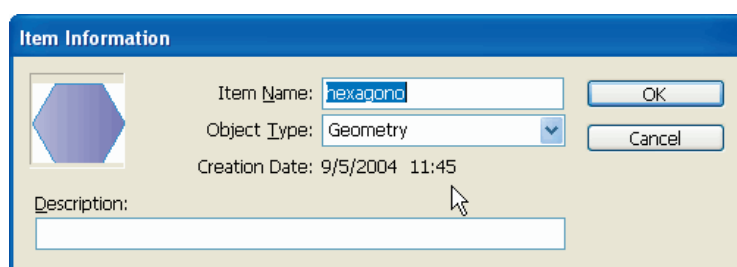 Item Information
Item Name: hexagono
OK
Object Type: Geometry
Cancel
Creation Date: 9/5/2004 11:45
Description: